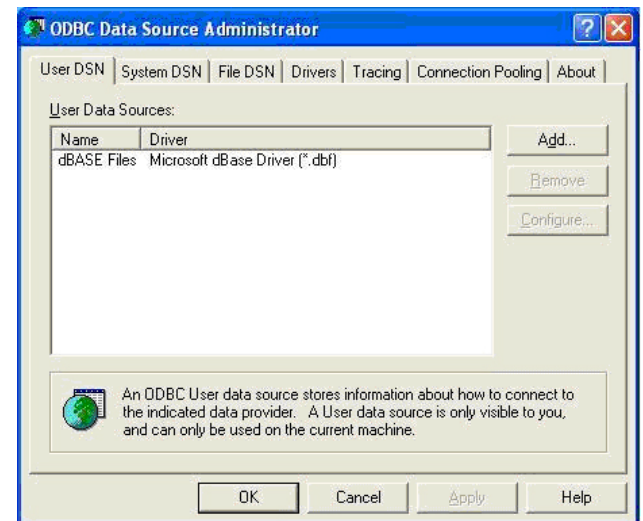 ODBC Data Source Administrator
User DSN System DSN File DSN Drivers Tracing Connection Pooling About
User Data Sources:
Name Driver
dBASE Files Microsoft dBase Driver (*.dbf)
Add...
Remove
Configure...
An ODBC User data source stores information about how to connect to
the indicated data provider. A User data source is only visible to you,
and can only be used on the current machine.
OK Cancel Apply Help